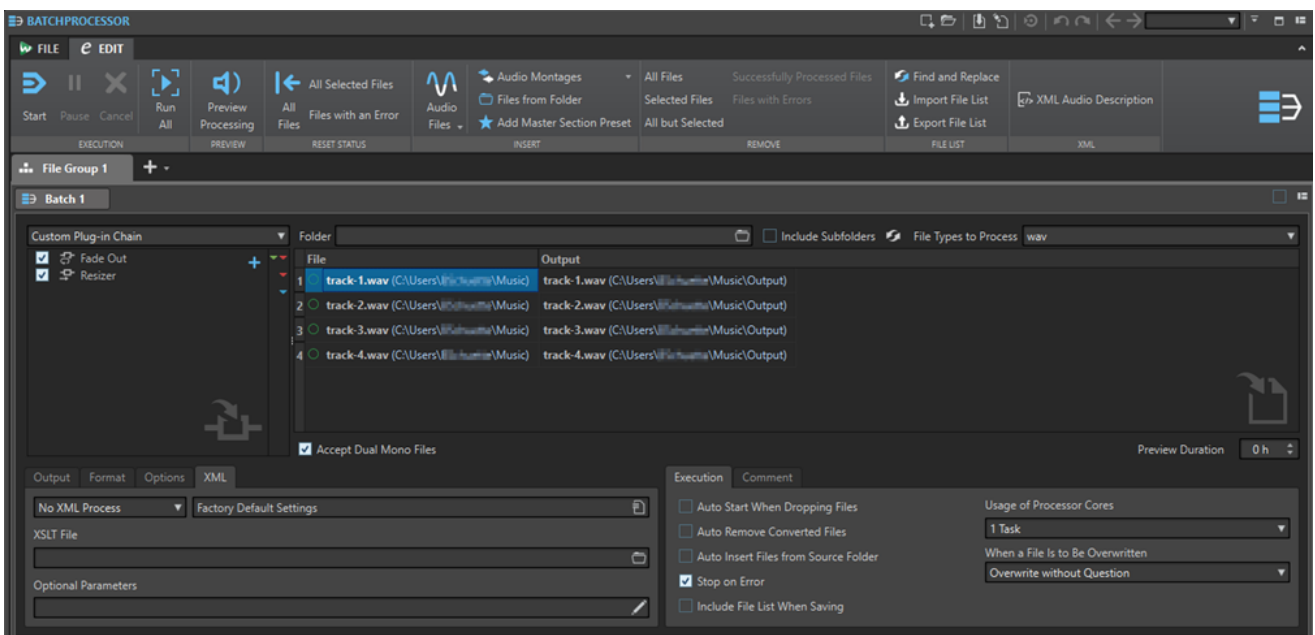 BATCHPROCESSOR
FILE EDIT
Start Pause Cancel
Run All
Preview Processing
All Files
All Selected Files
Files with an Error
Audio Files
Audio Montages
Files from Folder
Add Master Section Preset
All Files Successfully Processed Files
Selected Files Files with Errors
All but Selected
Find and Replace
Import File List
Export File List
XML Audio Description
EXECUTION PREVIEW RESET STATUS INSERT REMOVE FILE LIST XML
File Group 1
Batch 1
Custom Plug-in Chain
Fade Out
Resizer
Folder Include Subfolders File Types to Process wav
File Output
1 track-1.wav (C:\Users\ \Music) track-1.wav (C:\Users\ \Music\Output)
2 track-2.wav (C:\Users\ \Music) track-2.wav (C:\Users\ \Music\Output)
3 track-3.wav (C:\Users\ \Music) track-3.wav (C:\Users\ \Music\Output)
4 track-4.wav (C:\Users\ \Music) track-4.wav (C:\Users\ \Music\Output)
Accept Dual Mono Files Preview Duration 0 h
Output Format Options XML
No XML Process Factory Default Settings
XSLT File
Optional Parameters
Execution Comment
Auto Start When Dropping Files
Auto Remove Converted Files
Auto Insert Files from Source Folder
Stop on Error
Include File List When Saving
Usage of Processor Cores
1 Task
When a File Is to Be Overwritten
Overwrite without Question